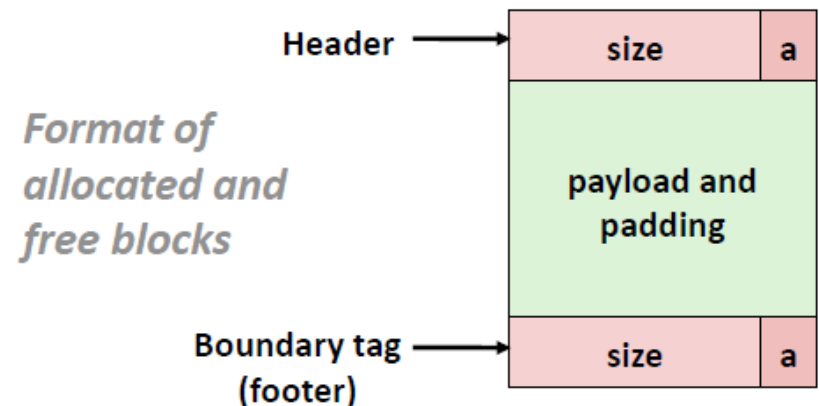 Header
size
a
Format of
allocated and
free blocks
payload and
padding
Boundary tag
(footer)
size
a